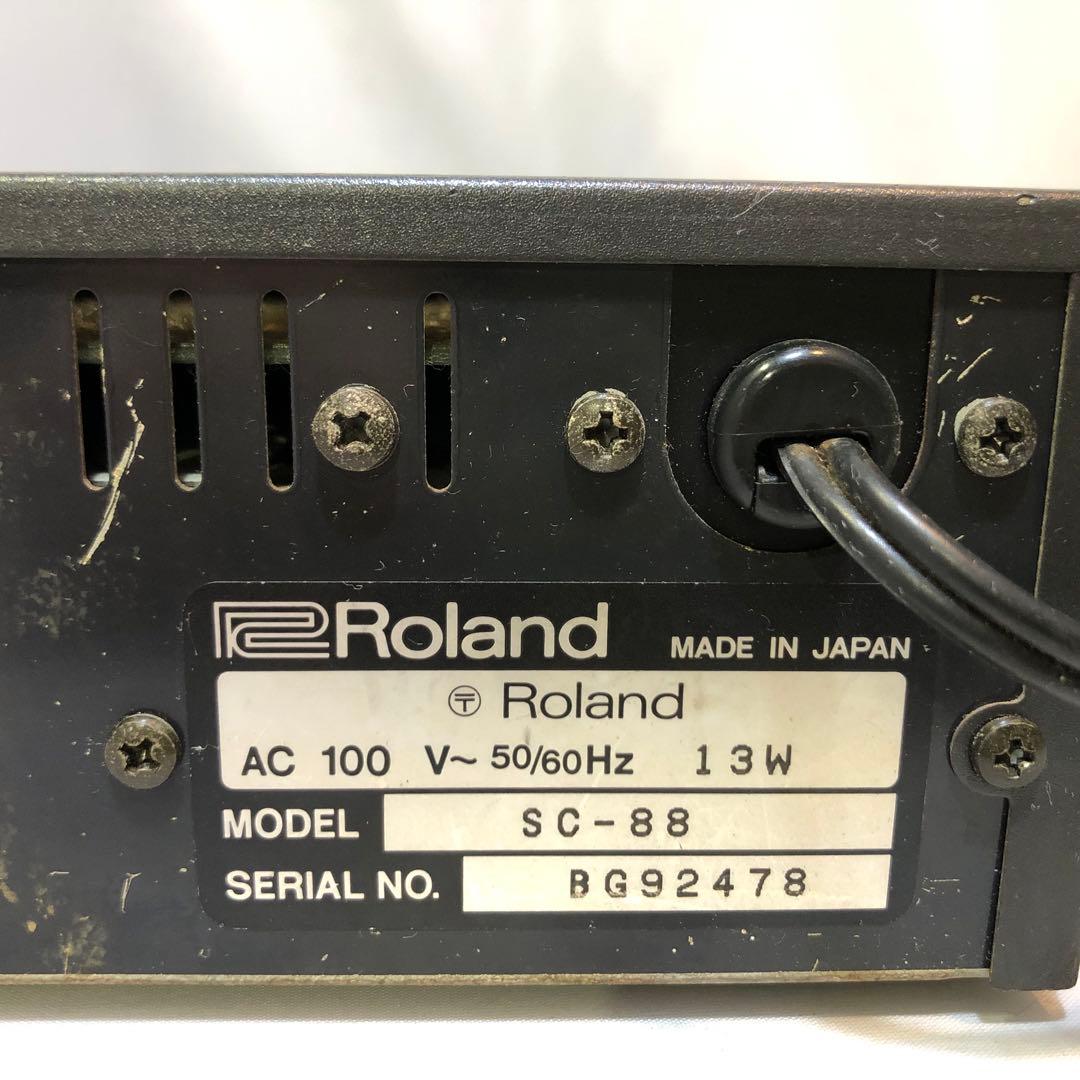 Roland MADE IN JAPAN
〶 Roland
AC 100 V~ 50/60Hz 13W
MODEL SC-88
SERIAL NO. BG92478